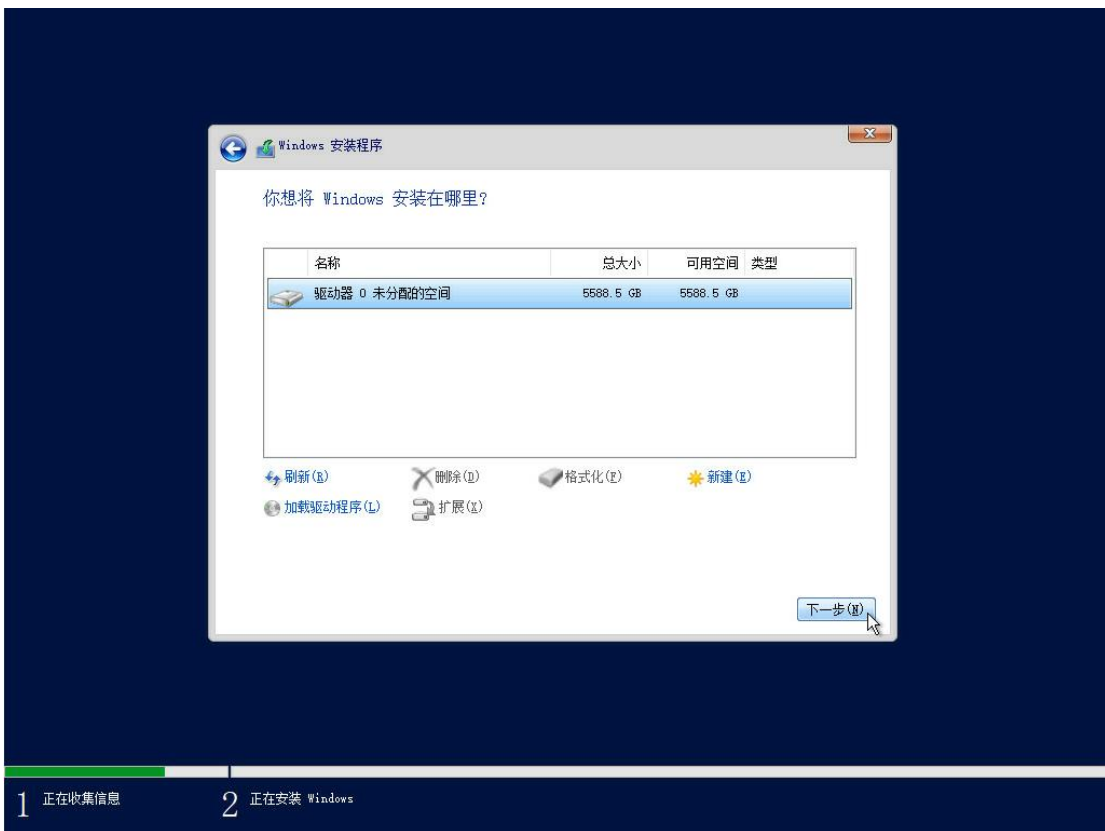 Windows 安装程序
你想将 Windows 安装在哪里?
名称 总大小 可用空间 类型
驱动器 0 未分配的空间 5588.5 GB 5588.5 GB
刷新(R) 删除(D) 格式化(F) 新建(E)
加载驱动程序(L) 扩展(X)
下一步(N)
1 正在收集信息 2 正在安装 Windows